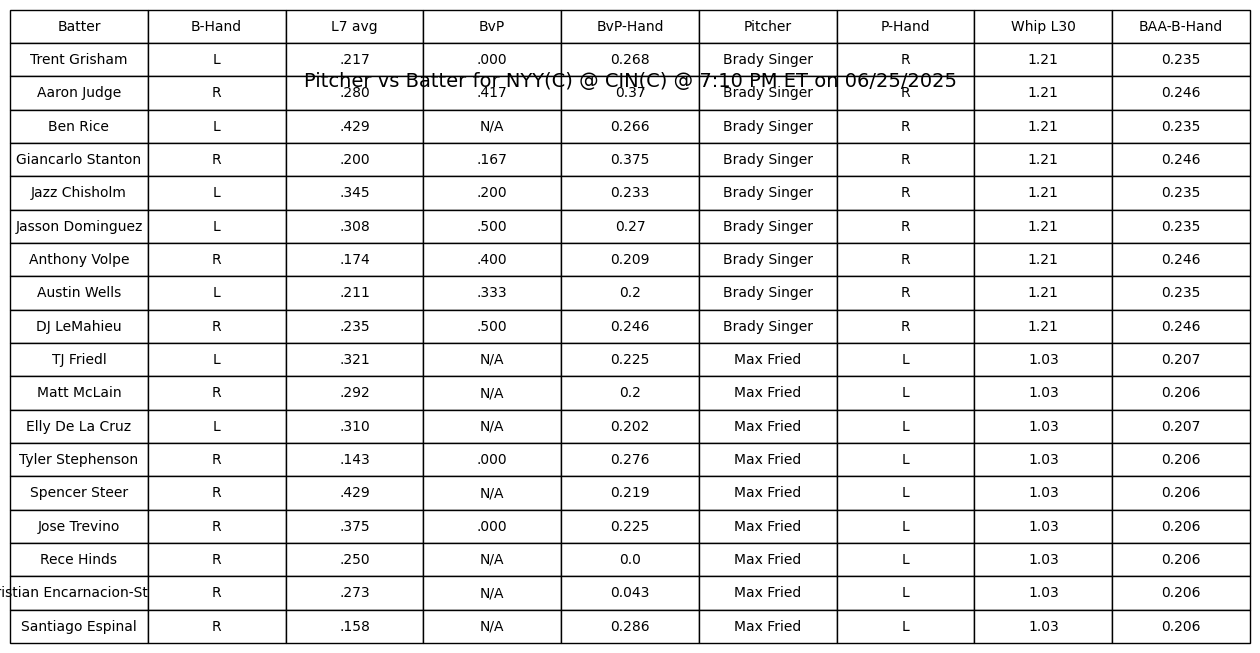 Batter B-Hand L7 avg BvP BvP-Hand Pitcher P-Hand Whip L30 BAA-B-Hand
Trent Grisham L .217 .000 0.268 Brady Singer R 1.21 0.235
Pitcher vs Batter for NYY(C) @ CIN(C) @ 7:10 PM ET on 06/25/2025
Aaron Judge R .280 .417 0.37 Brady Singer R 1.21 0.246
Ben Rice L .429 N/A 0.266 Brady Singer R 1.21 0.235
Giancarlo Stanton R .200 .167 0.375 Brady Singer R 1.21 0.246
Jazz Chisholm L .345 .200 0.233 Brady Singer R 1.21 0.235
Jasson Dominguez L .308 .500 0.27 Brady Singer R 1.21 0.235
Anthony Volpe R .174 .400 0.209 Brady Singer R 1.21 0.246
Austin Wells L .211 .333 0.2 Brady Singer R 1.21 0.235
DJ LeMahieu R .235 .500 0.246 Brady Singer R 1.21 0.246
TJ Friedl L .321 N/A 0.225 Max Fried L 1.03 0.207
Matt McLain R .292 N/A 0.2 Max Fried L 1.03 0.206
Elly De La Cruz L .310 N/A 0.202 Max Fried L 1.03 0.207
Tyler Stephenson R .143 .000 0.276 Max Fried L 1.03 0.206
Spencer Steer R .429 N/A 0.219 Max Fried L 1.03 0.206
Jose Trevino R .375 .000 0.225 Max Fried L 1.03 0.206
Rece Hinds R .250 N/A 0.0 Max Fried L 1.03 0.206
istian Encarnacion-St R .273 N/A 0.043 Max Fried L 1.03 0.206
Santiago Espinal R .158 N/A 0.286 Max Fried L 1.03 0.206